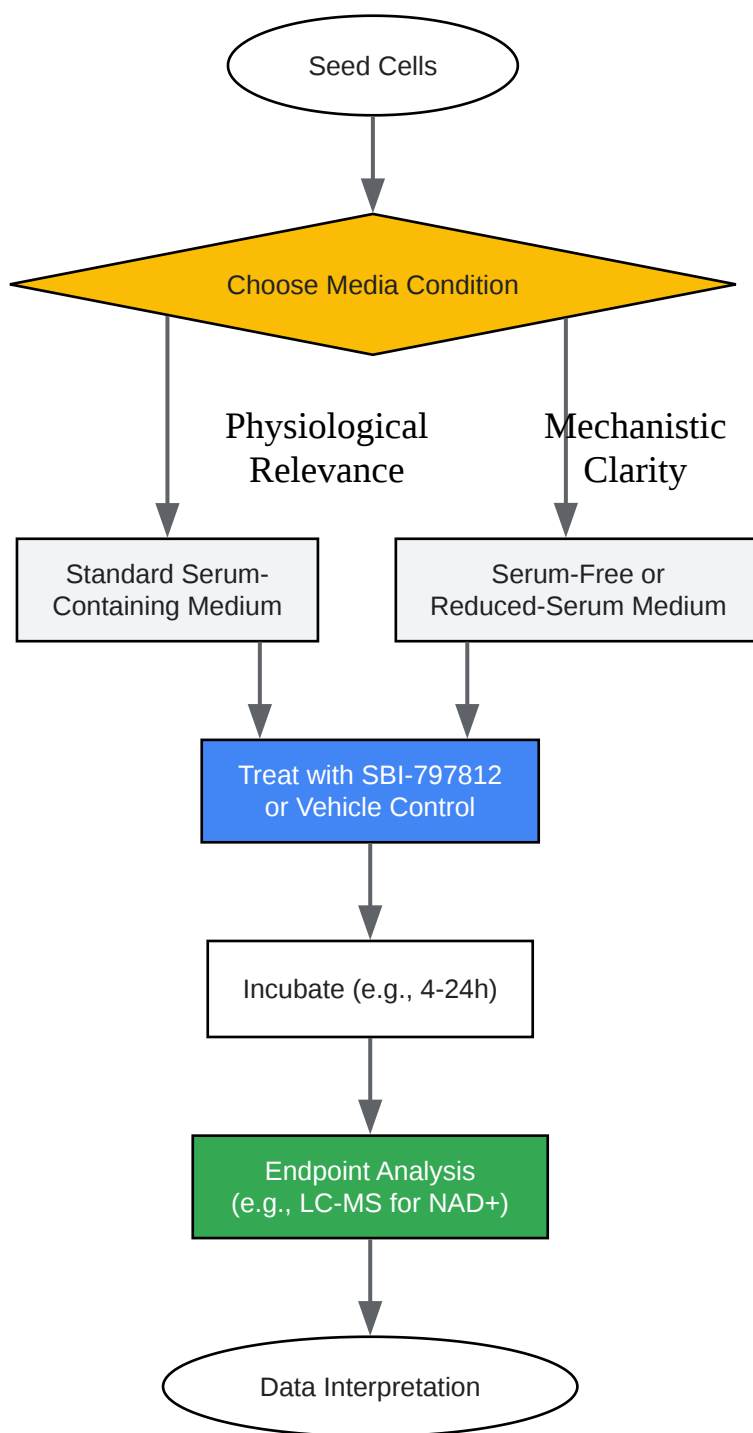 Seed Cells
Choose Media Condition
Physiological
Relevance
Mechanistic
Clarity
Standard Serum-
Containing Medium
Serum-Free or
Reduced-Serum Medium
Treat with SBI-797812
or Vehicle Control
Incubate (e.g., 4-24h)
Endpoint Analysis
(e.g., LC-MS for NAD+)
Data Interpretation